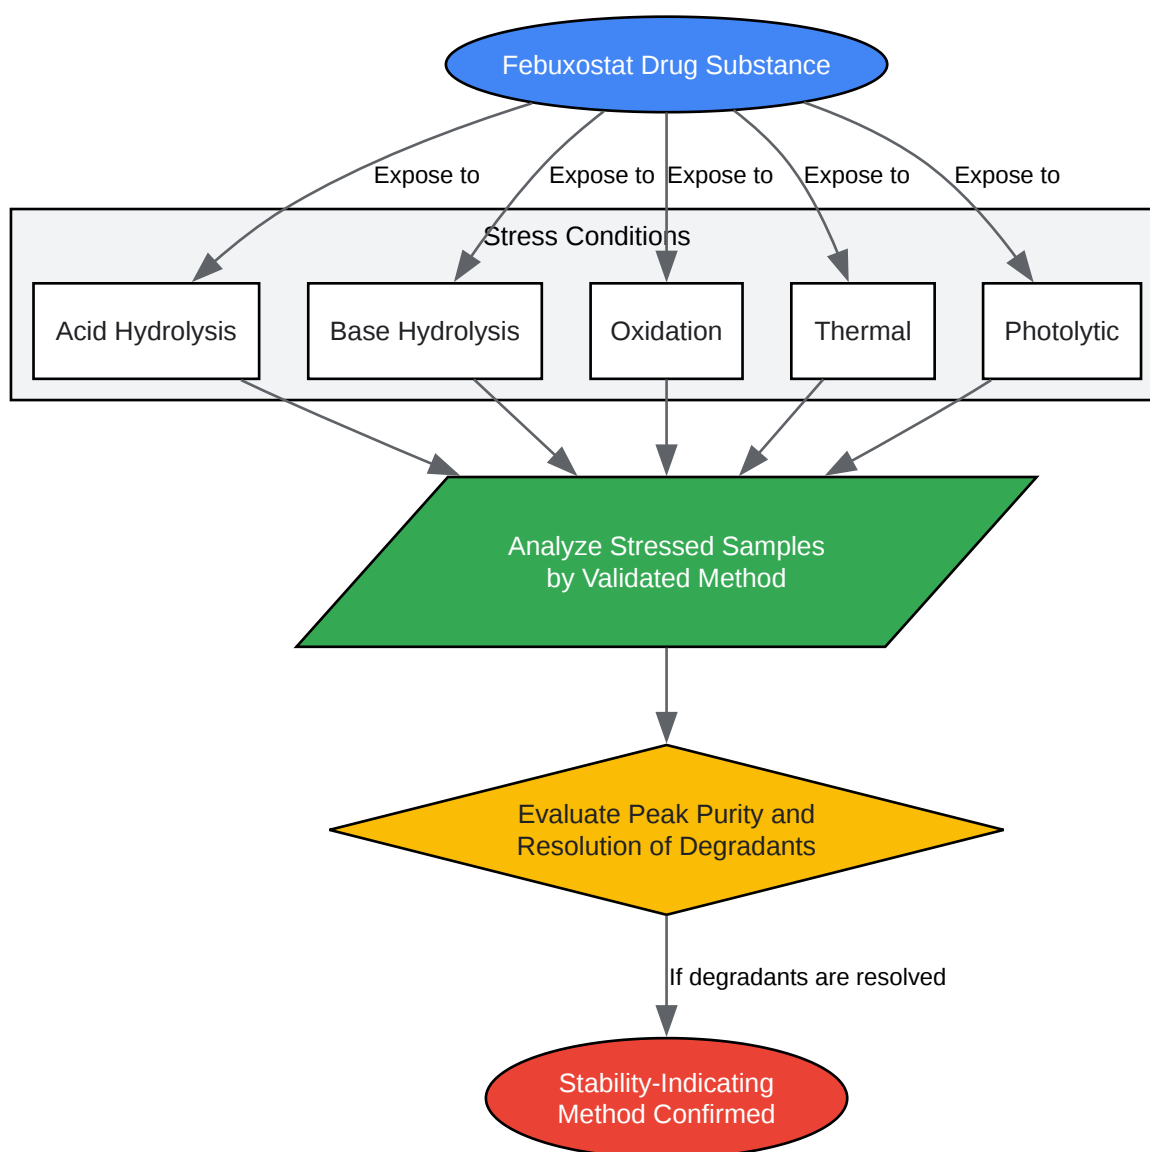 Febuxostat Drug Substance
Expose to
Expose to
Expose to
Expose to
Expose to
Stress Conditions
Acid Hydrolysis
Base Hydrolysis
Oxidation
Thermal
Photolytic
Analyze Stressed Samples
by Validated Method
Evaluate Peak Purity and
Resolution of Degradants
If degradants are resolved
Stability-Indicating
Method Confirmed